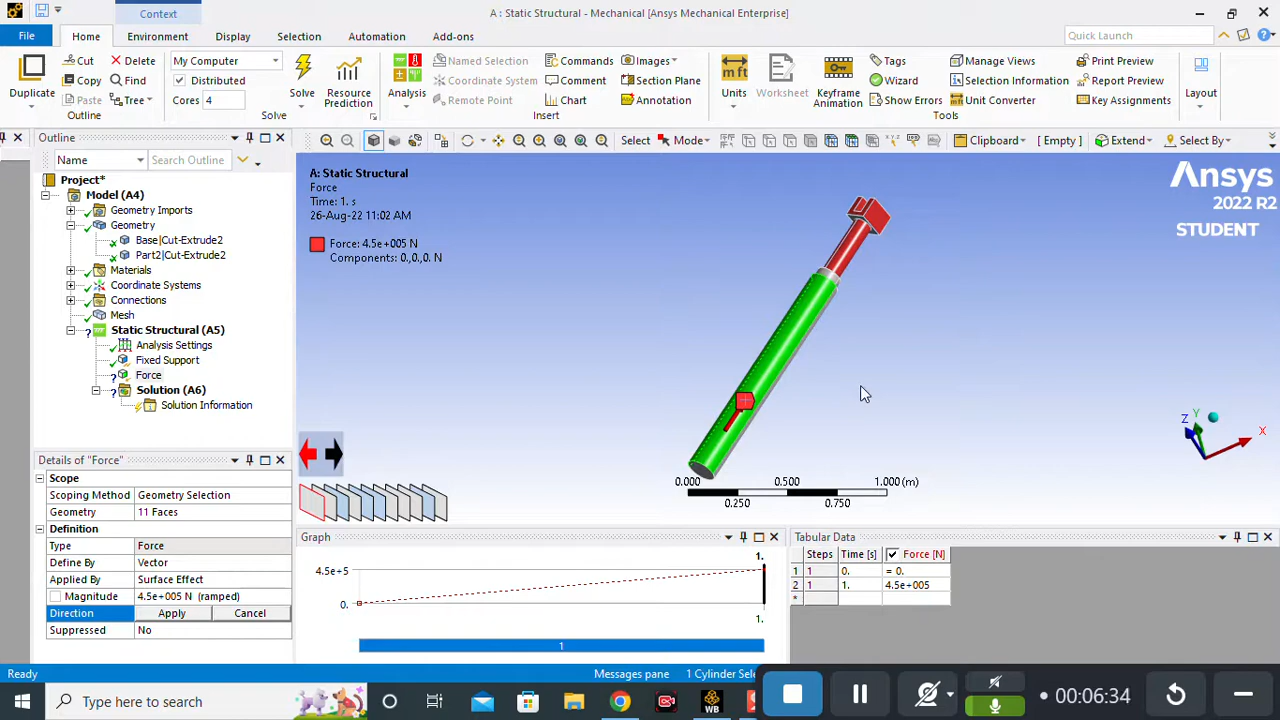 A : Static Structural - Mechanical [Ansys Mechanical Enterprise]
Context
File Home Environment Display Selection Automation Add-ons Quick Launch
Cut Delete My Computer Named Selection Commands Images Tags Manage Views Print Preview
Copy Find Distributed Coordinate System Comment Section Plane Wizard Selection Information Report Preview
Paste Tree Cores 4 Remote Point Chart Annotation Show Errors Unit Converter Key Assignments
Duplicate Solve Resource Prediction Analysis Units Worksheet Keyframe Animation Layout
Outline Solve Insert Tools
Outline
Select Mode Clipboard [ Empty ] Extend Select By
Name Search Outline
Project*
Model (A4)
Geometry Imports
Geometry
Base|Cut-Extrude2
Part2|Cut-Extrude2
Materials
Coordinate Systems
Connections
Mesh
Static Structural (A5)
Analysis Settings
Fixed Support
Force
Solution (A6)
Solution Information
A: Static Structural
Force
Time: 1. s
26-Aug-22 11:02 AM
Force: 4.5e+005 N
Components: 0.,0.,0. N
Ansys
2022 R2
STUDENT
Z Y X
0.000 0.500 1.000 (m)
0.250 0.750
Details of "Force"
Scope
Scoping Method Geometry Selection
Geometry 11 Faces
Definition
Type Force
Define By Vector
Applied By Surface Effect
Magnitude 4.5e+005 N (ramped)
Direction Apply Cancel
Suppressed No
Graph
1.
4.5e+5
0.
1.
1
Tabular Data
Steps Time [s] Force [N]
1 1 0. = 0.
2 1 1. 4.5e+005
*
Ready Messages pane 1 Cylinder Sele
Type here to search
WB
00:06:34